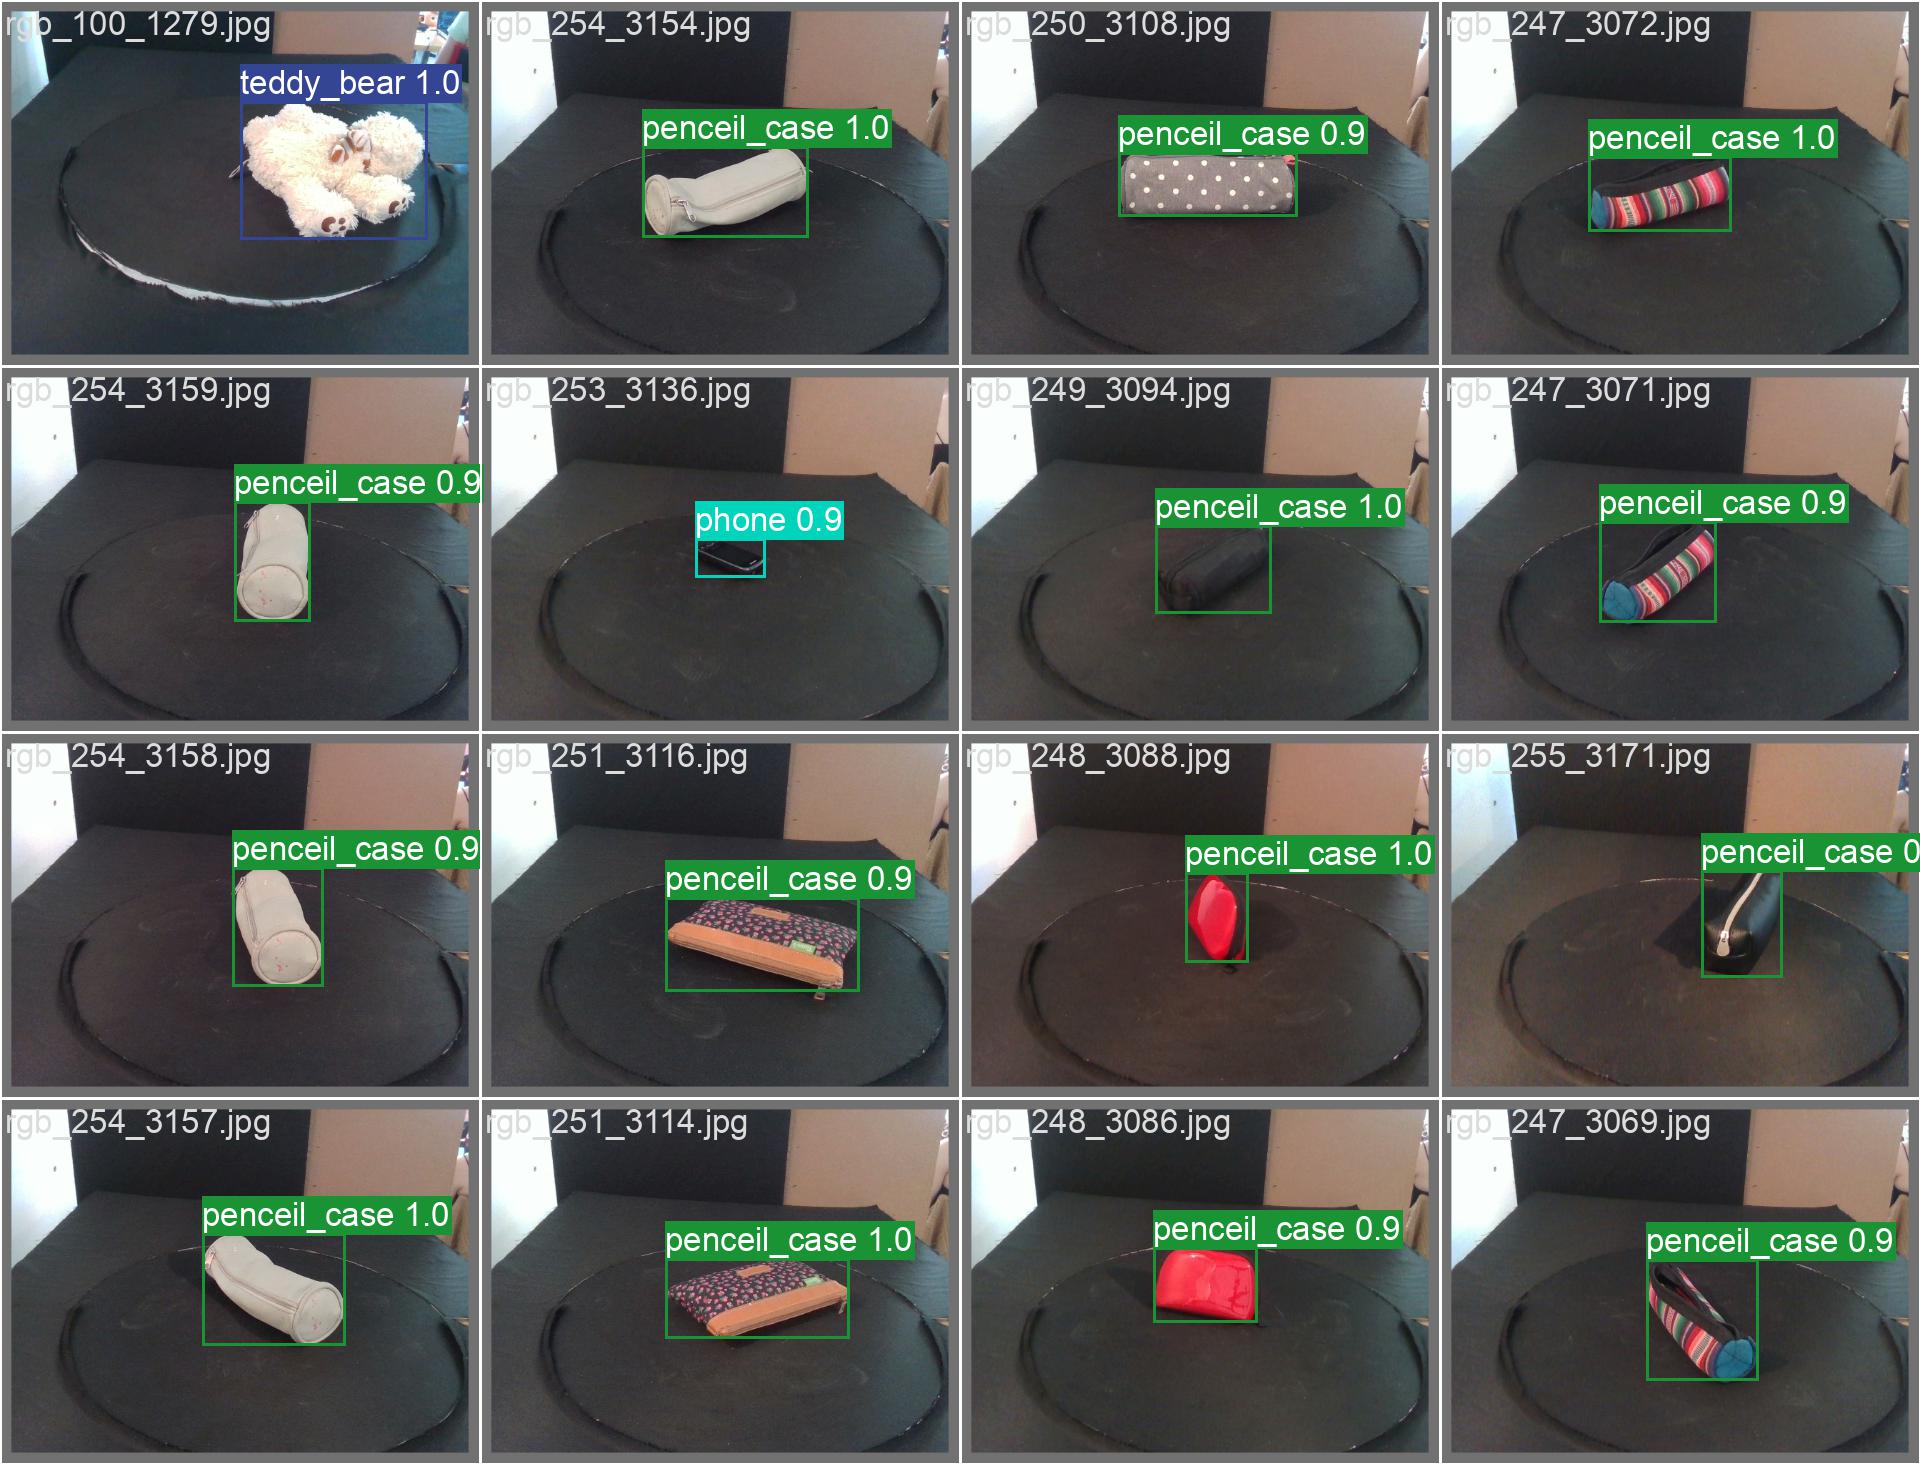 rgb_100_1279.jpg
teddy_bear 1.0
rgb_254_3154.jpg
penceil_case 1.0
rgb_250_3108.jpg
penceil_case 0.9
rgb_247_3072.jpg
penceil_case 1.0
rgb_254_3159.jpg
penceil_case 0.9
rgb_253_3136.jpg
phone 0.9
rgb_249_3094.jpg
penceil_case 1.0
rgb_247_3071.jpg
penceil_case 0.9
rgb_254_3158.jpg
penceil_case 0.9
rgb_251_3116.jpg
penceil_case 0.9
rgb_248_3088.jpg
penceil_case 1.0
rgb_255_3171.jpg
penceil_case 0
rgb_254_3157.jpg
penceil_case 1.0
rgb_251_3114.jpg
penceil_case 1.0
rgb_248_3086.jpg
penceil_case 0.9
rgb_247_3069.jpg
penceil_case 0.9